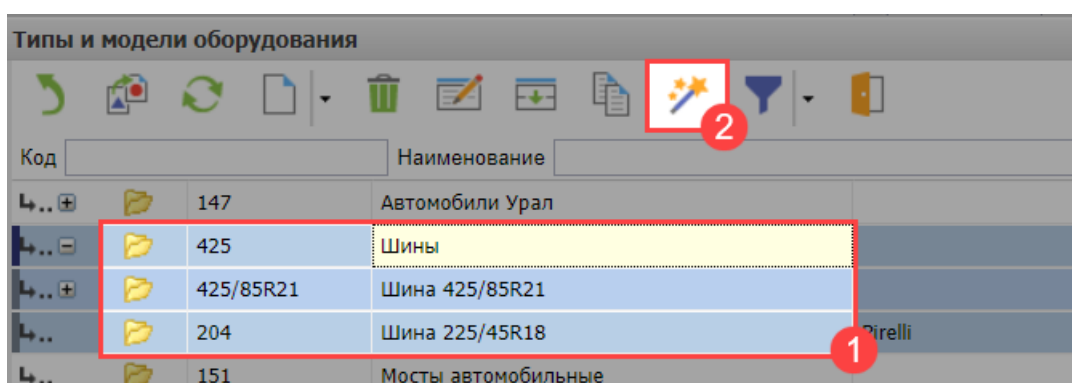 Типы и модели оборудования
2
Код Наименование
147 Автомобили Урал
425 Шины
425/85R21 Шина 425/85R21
204 Шина 225/45R18 Pirelli
1
151 Мосты автомобильные